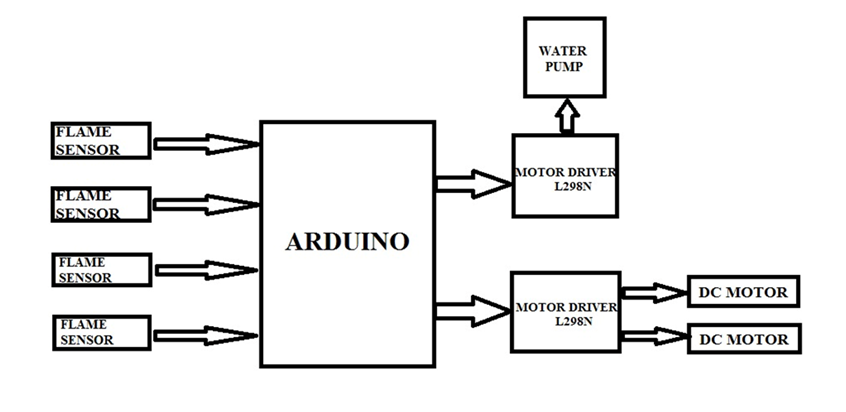 WATER
PUMP
FLAME
SENSOR
FLAME
SENSOR
FLAME
SENSOR
FLAME
SENSOR
ARDUINO
MOTOR DRIVER
L298N
MOTOR DRIVER
L298N
DC MOTOR
DC MOTOR